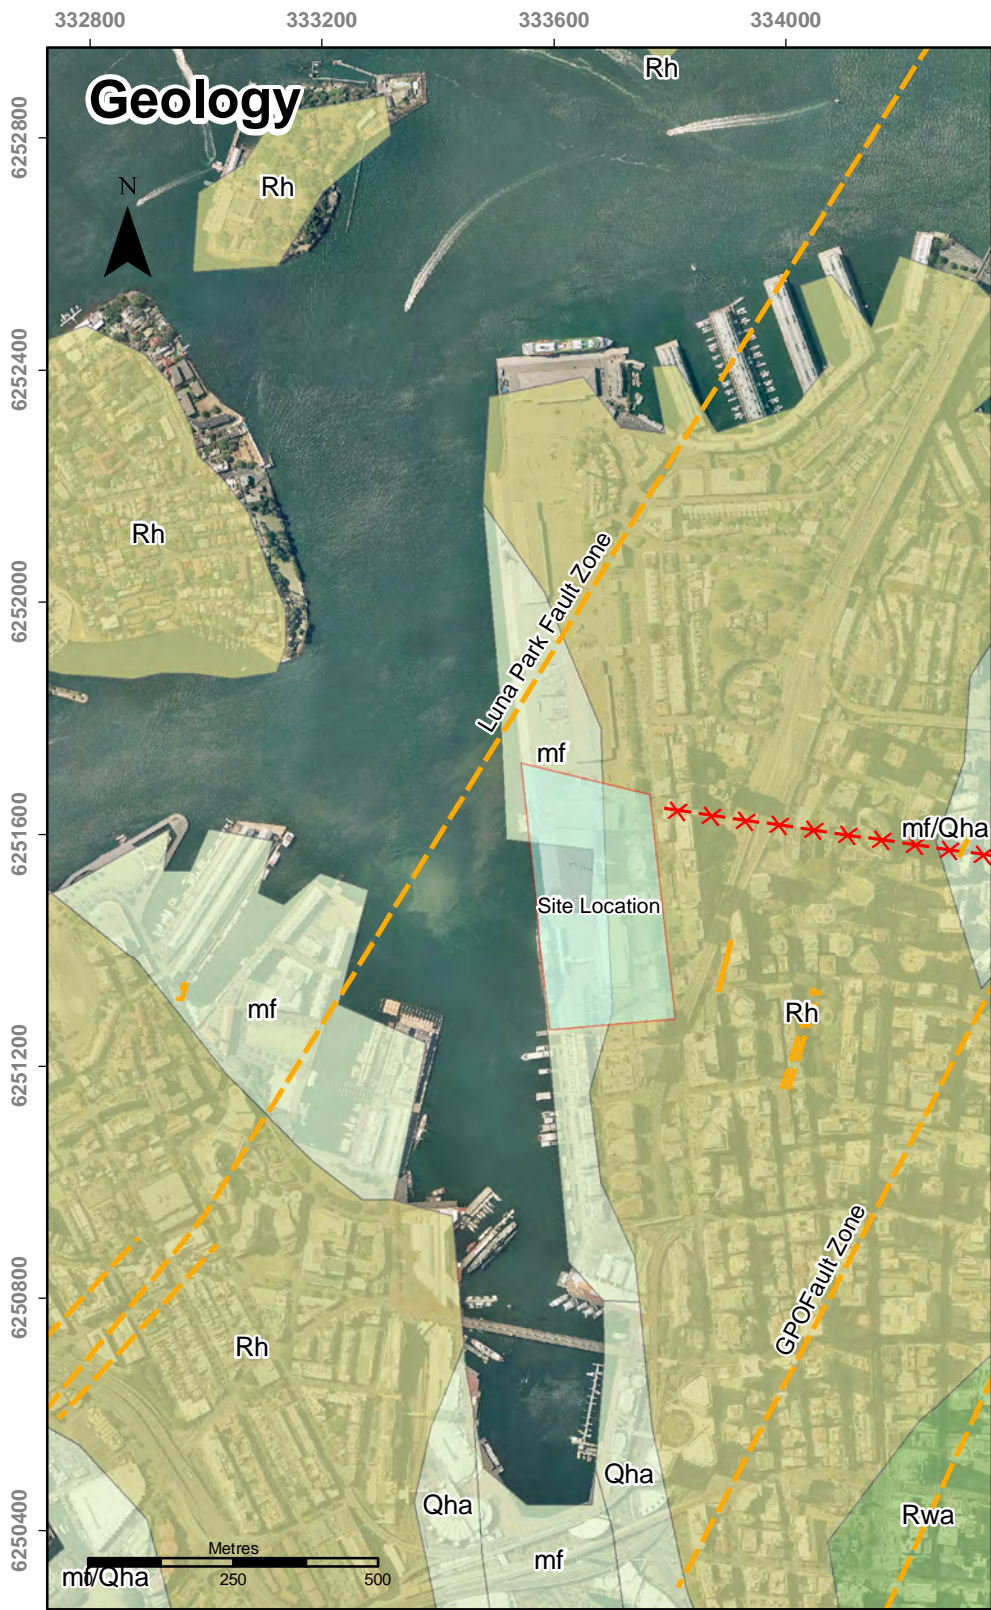 332800
333200
333600
334000
Rh
Geology
6252800
N
Rh
6252400
Rh
6252000
Luna Park Fault Zone
mf
6251600
mf/Qha
Site Location
mf
Rh
6251200
GPOFault Zone
6250800
Rh
Qha
Qha
Rwa
6250400
Metres
mf
0
250
500
mf/Qha